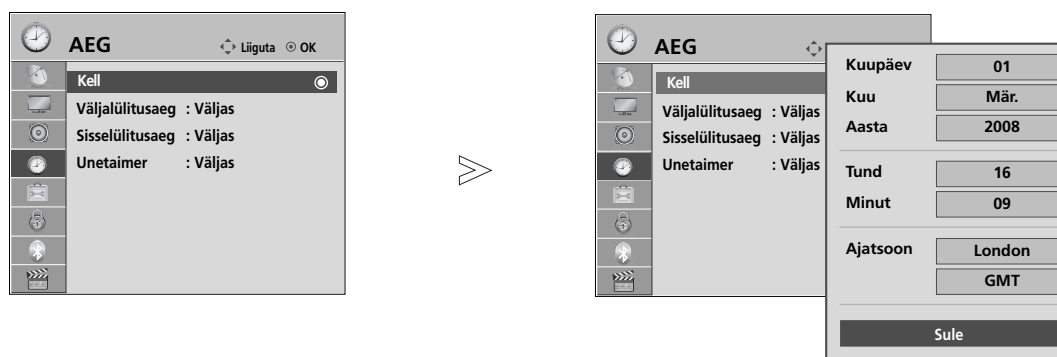 AEG
Liiguta OK
Kell
Väljalülitusaeg : Väljas
Sisselülitusaeg : Väljas
Unetaimer : Väljas
AEG
Kell
Väljalülitusaeg : Väljas
Sisselülitusaeg : Väljas
Unetaimer : Väljas
Kuupäev 01
Kuu Mär.
Aasta 2008
Tund 16
Minut 09
Ajatsoon London
GMT
Sule